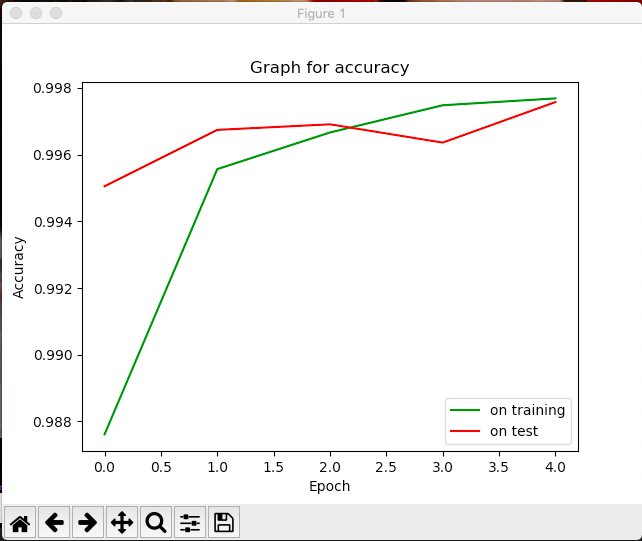 Figure 1
Graph for accuracy
0.998
0.996
0.994
0.992
0.990
0.988
Accuracy
on training
on test
0.0 0.5 1.0 1.5 2.0 2.5 3.0 3.5 4.0
Epoch